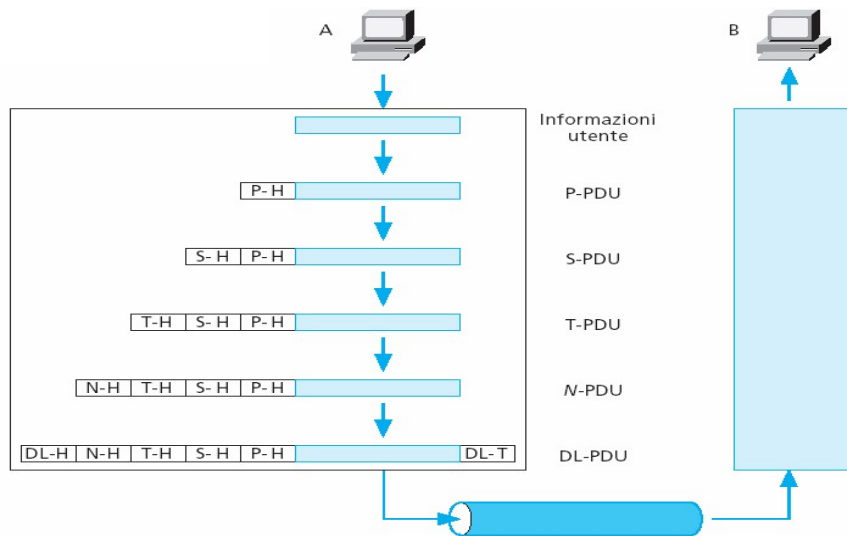 A
B
Informazioni
utente
P-H
P-PDU
S-H P-H
S-PDU
T-H S-H P-H
T-PDU
N-H T-H S-H P-H
N-PDU
DL-H N-H T-H S-H P-H DL-T
DL-PDU